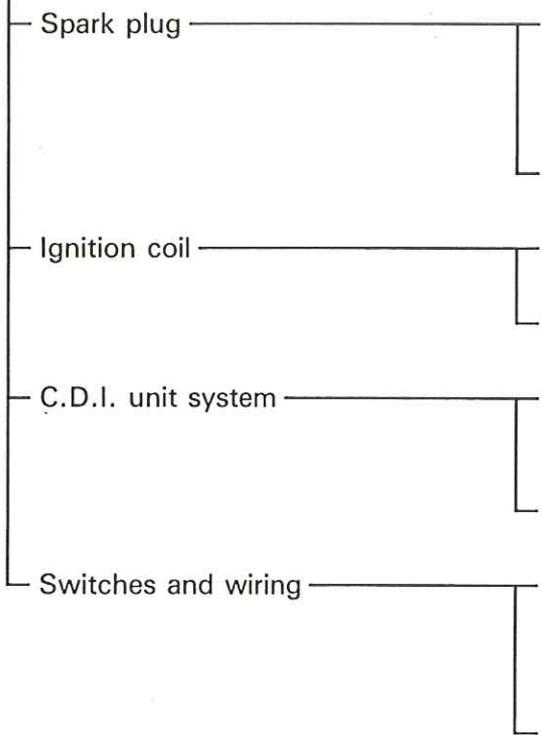 Spark plug
Ignition coil
C.D.I. unit system
Switches and wiring